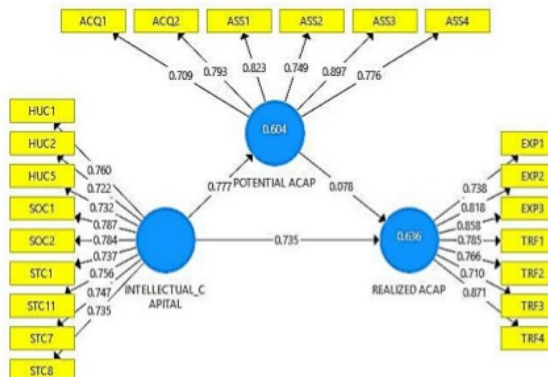 ACQ1 ACQ2 ASS1 ASS2 ASS3 ASS4
0.709 0.793 0.823 0.749 0.897 0.776
0.604
POTENTIAL ACAP
HUC1
HUC2
HUC5
SOC1
SOC2
STC1
STC11
STC7
STC8
0.760
0.722
0.732
0.787
0.784
0.737
0.756
0.747
0.735
0.777
0.078
0.735
INTELLECTUAL_C
APITAL
0.636
REALIZED ACAP
0.738
0.818
0.858
0.785
0.766
0.710
0.871
EXP1
EXP2
EXP3
TRF1
TRF2
TRF3
TRF4